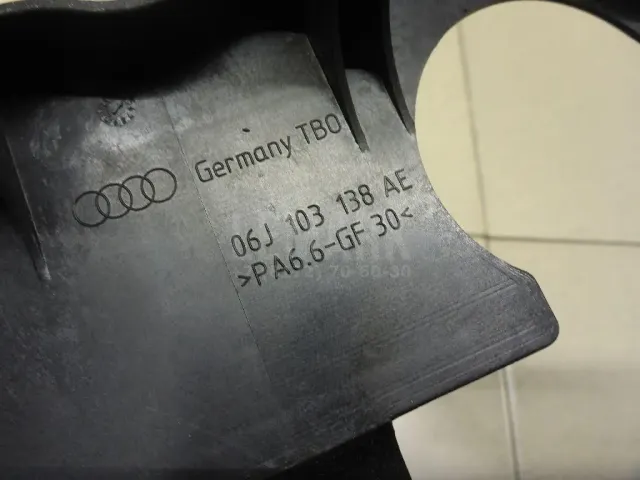 Germany TBO
06J 103 138 AE
>PA6.6-GF 30<